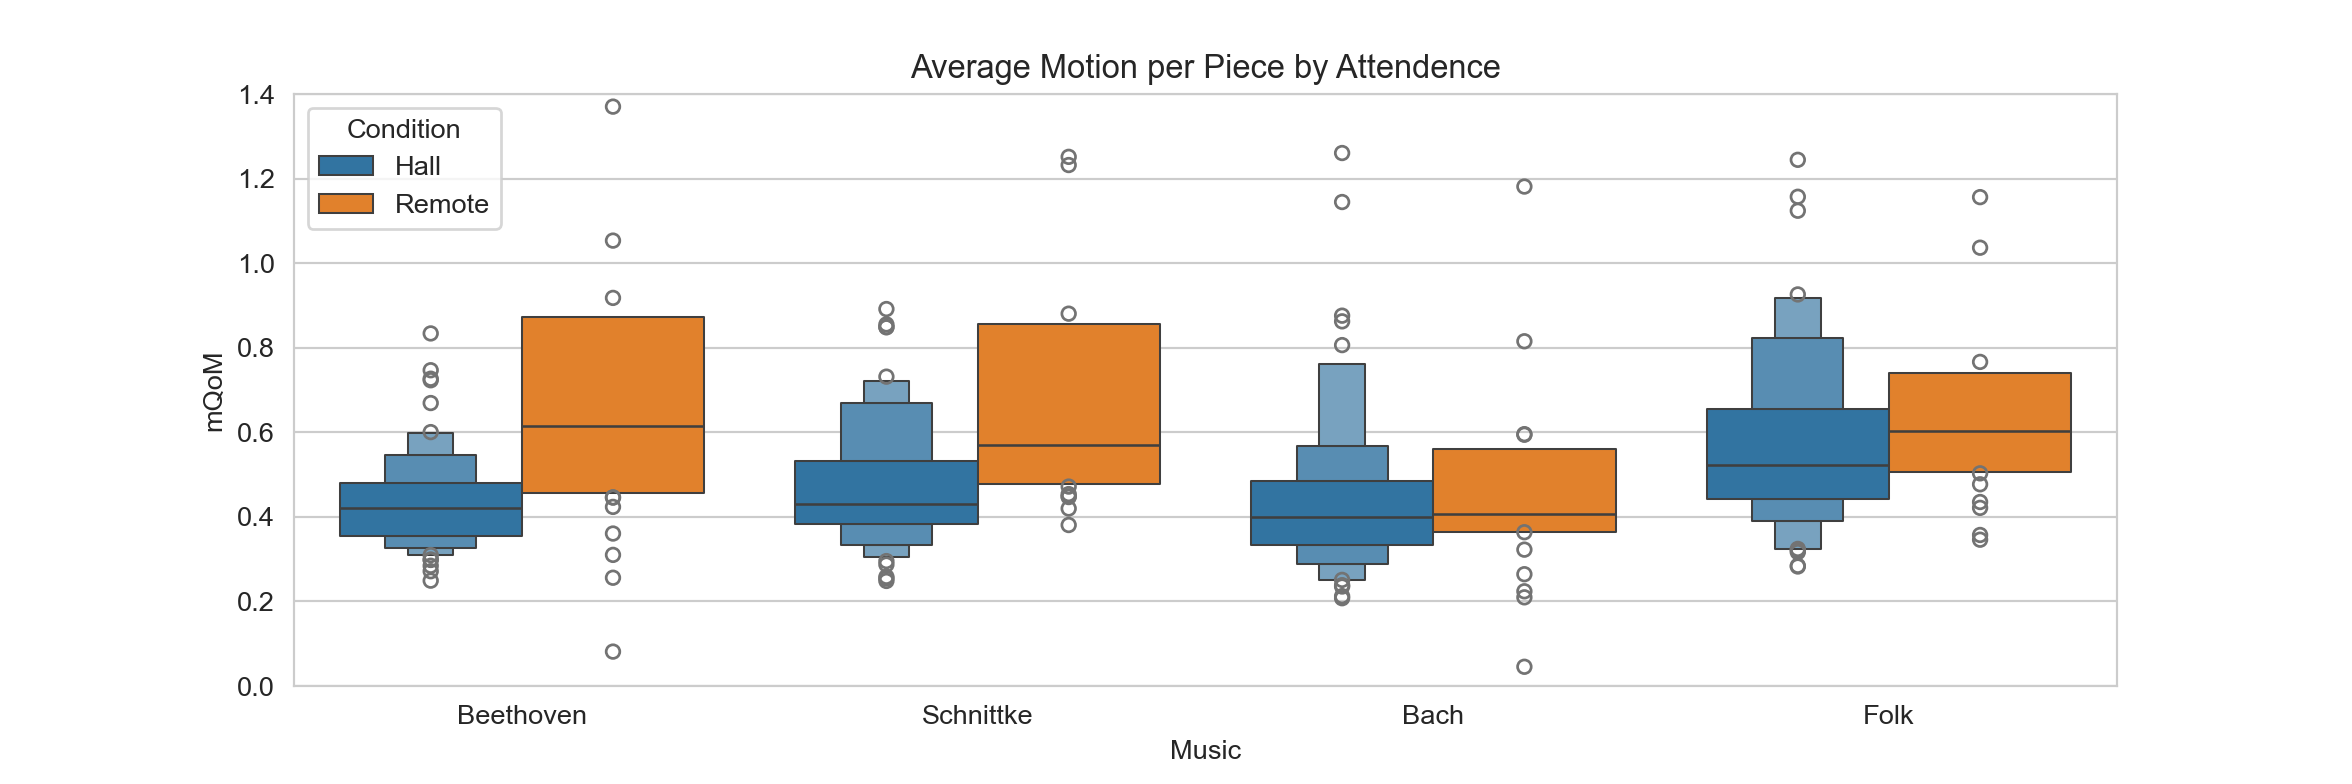 Average Motion per Piece by Attendence
1.4
1.2
1.0
0.8
0.6
0.4
0.2
0.0
mQoM
Condition
Hall
Remote
Beethoven
Schnittke
Bach
Folk
Music